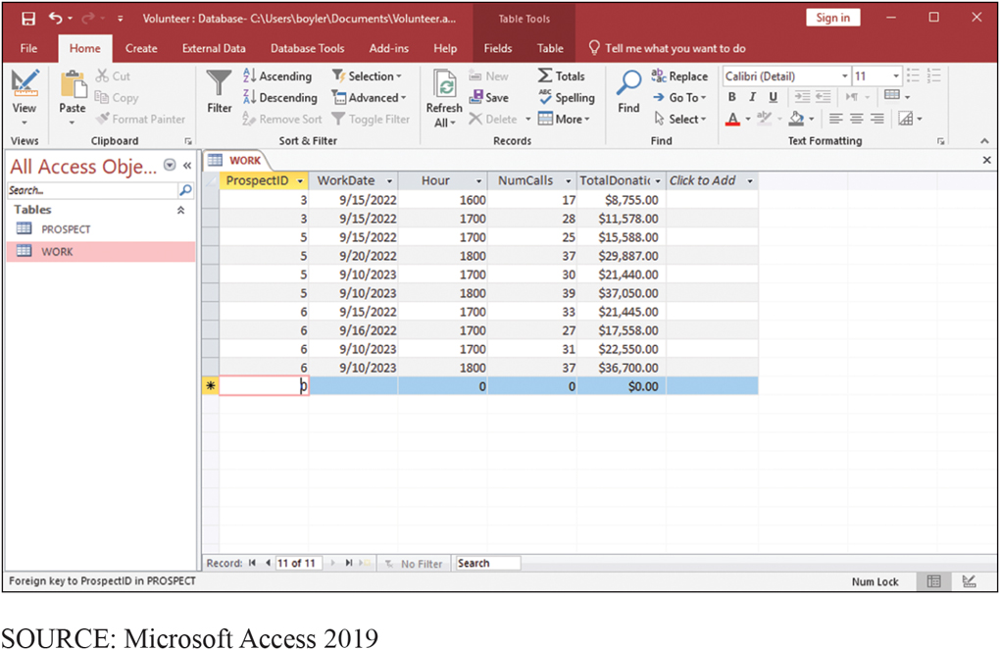 Volunteer : Database- C:\Users\boyler\Documents\Volunteer.a... Table Tools Sign in
File Home Create External Data Database Tools Add-ins Help Fields Table Tell me what you want to do
View Paste Cut Copy Format Painter
Filter Ascending Descending Remove Sort Selection Advanced Toggle Filter
Refresh All New Save Delete Totals Spelling More
Find Replace Go To Select
Calibri (Detail) 11
B I U
A
Views Clipboard Sort & Filter Records Find Text Formatting
All Access Obje...
Search...
Tables
PROSPECT
WORK
WORK
ProspectID WorkDate Hour NumCalls TotalDonatic Click to Add
3 9/15/2022 1600 17 $8,755.00
3 9/15/2022 1700 28 $11,578.00
5 9/15/2022 1700 25 $15,588.00
5 9/20/2022 1800 37 $29,887.00
5 9/10/2023 1700 30 $21,440.00
5 9/10/2023 1800 39 $37,050.00
6 9/15/2022 1700 33 $21,445.00
6 9/16/2022 1700 27 $17,558.00
6 9/10/2023 1700 31 $22,550.00
6 9/10/2023 1800 37 $36,700.00
0 0 0 $0.00
Record: 11 of 11 No Filter Search
Foreign key to ProspectID in PROSPECT Num Lock
SOURCE: Microsoft Access 2019